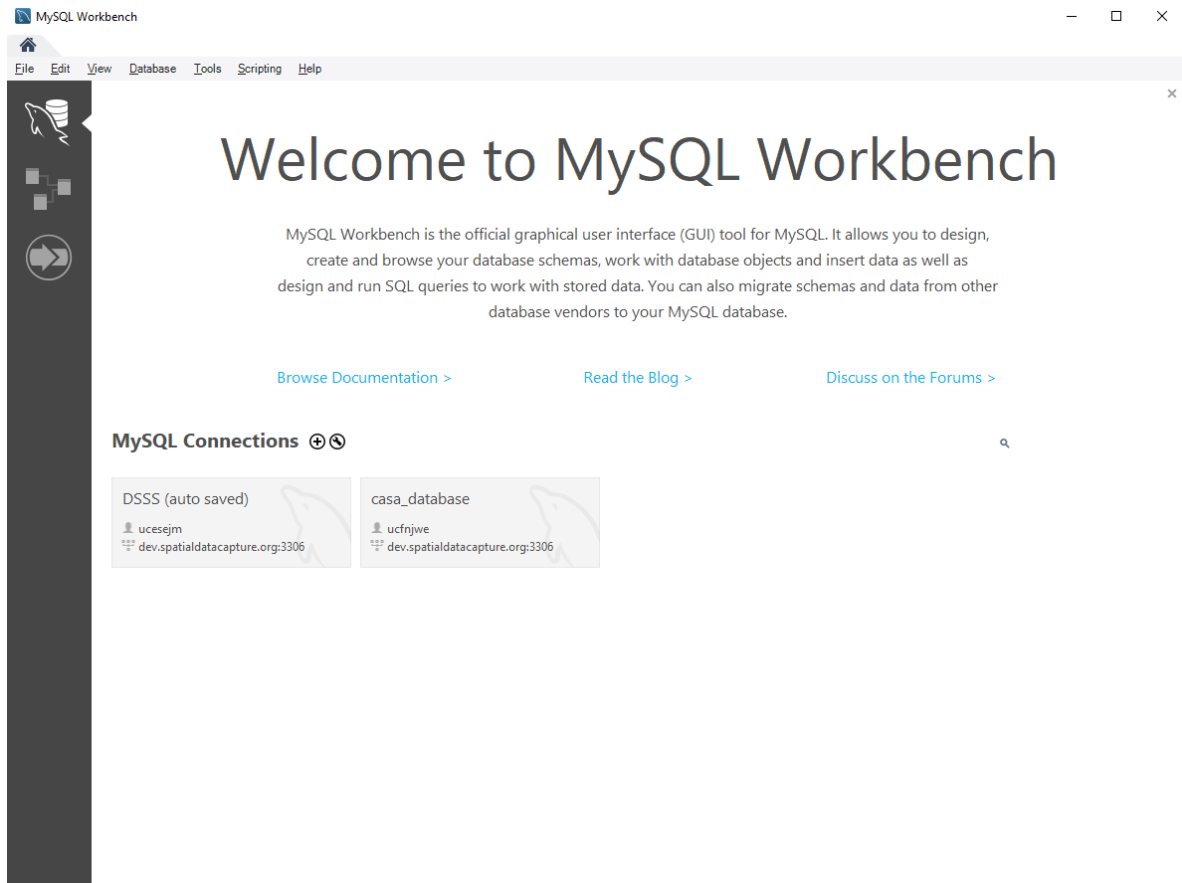 MySQL Workbench
File Edit View Database Tools Scripting Help
Welcome to MySQL Workbench
MySQL Workbench is the official graphical user interface (GUI) tool for MySQL. It allows you to design,
create and browse your database schemas, work with database objects and insert data as well as
design and run SQL queries to work with stored data. You can also migrate schemas and data from other
database vendors to your MySQL database.
Browse Documentation > Read the Blog > Discuss on the Forums >
MySQL Connections
DSSS (auto saved)
ucesejm
dev.spatialdatacapture.org:3306
casa_database
ucfnjwe
dev.spatialdatacapture.org:3306